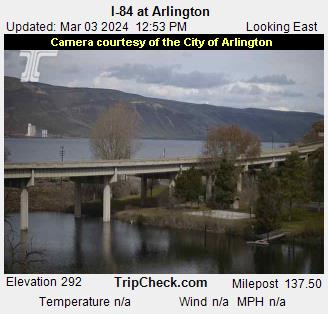 I-84 at Arlington
Updated: Mar 03 2024 12:53 PM Looking East
Camera courtesy of the City of Arlington
Elevation 292 TripCheck.com Milepost 137.50
Temperature n/a Wind n/a MPH n/a